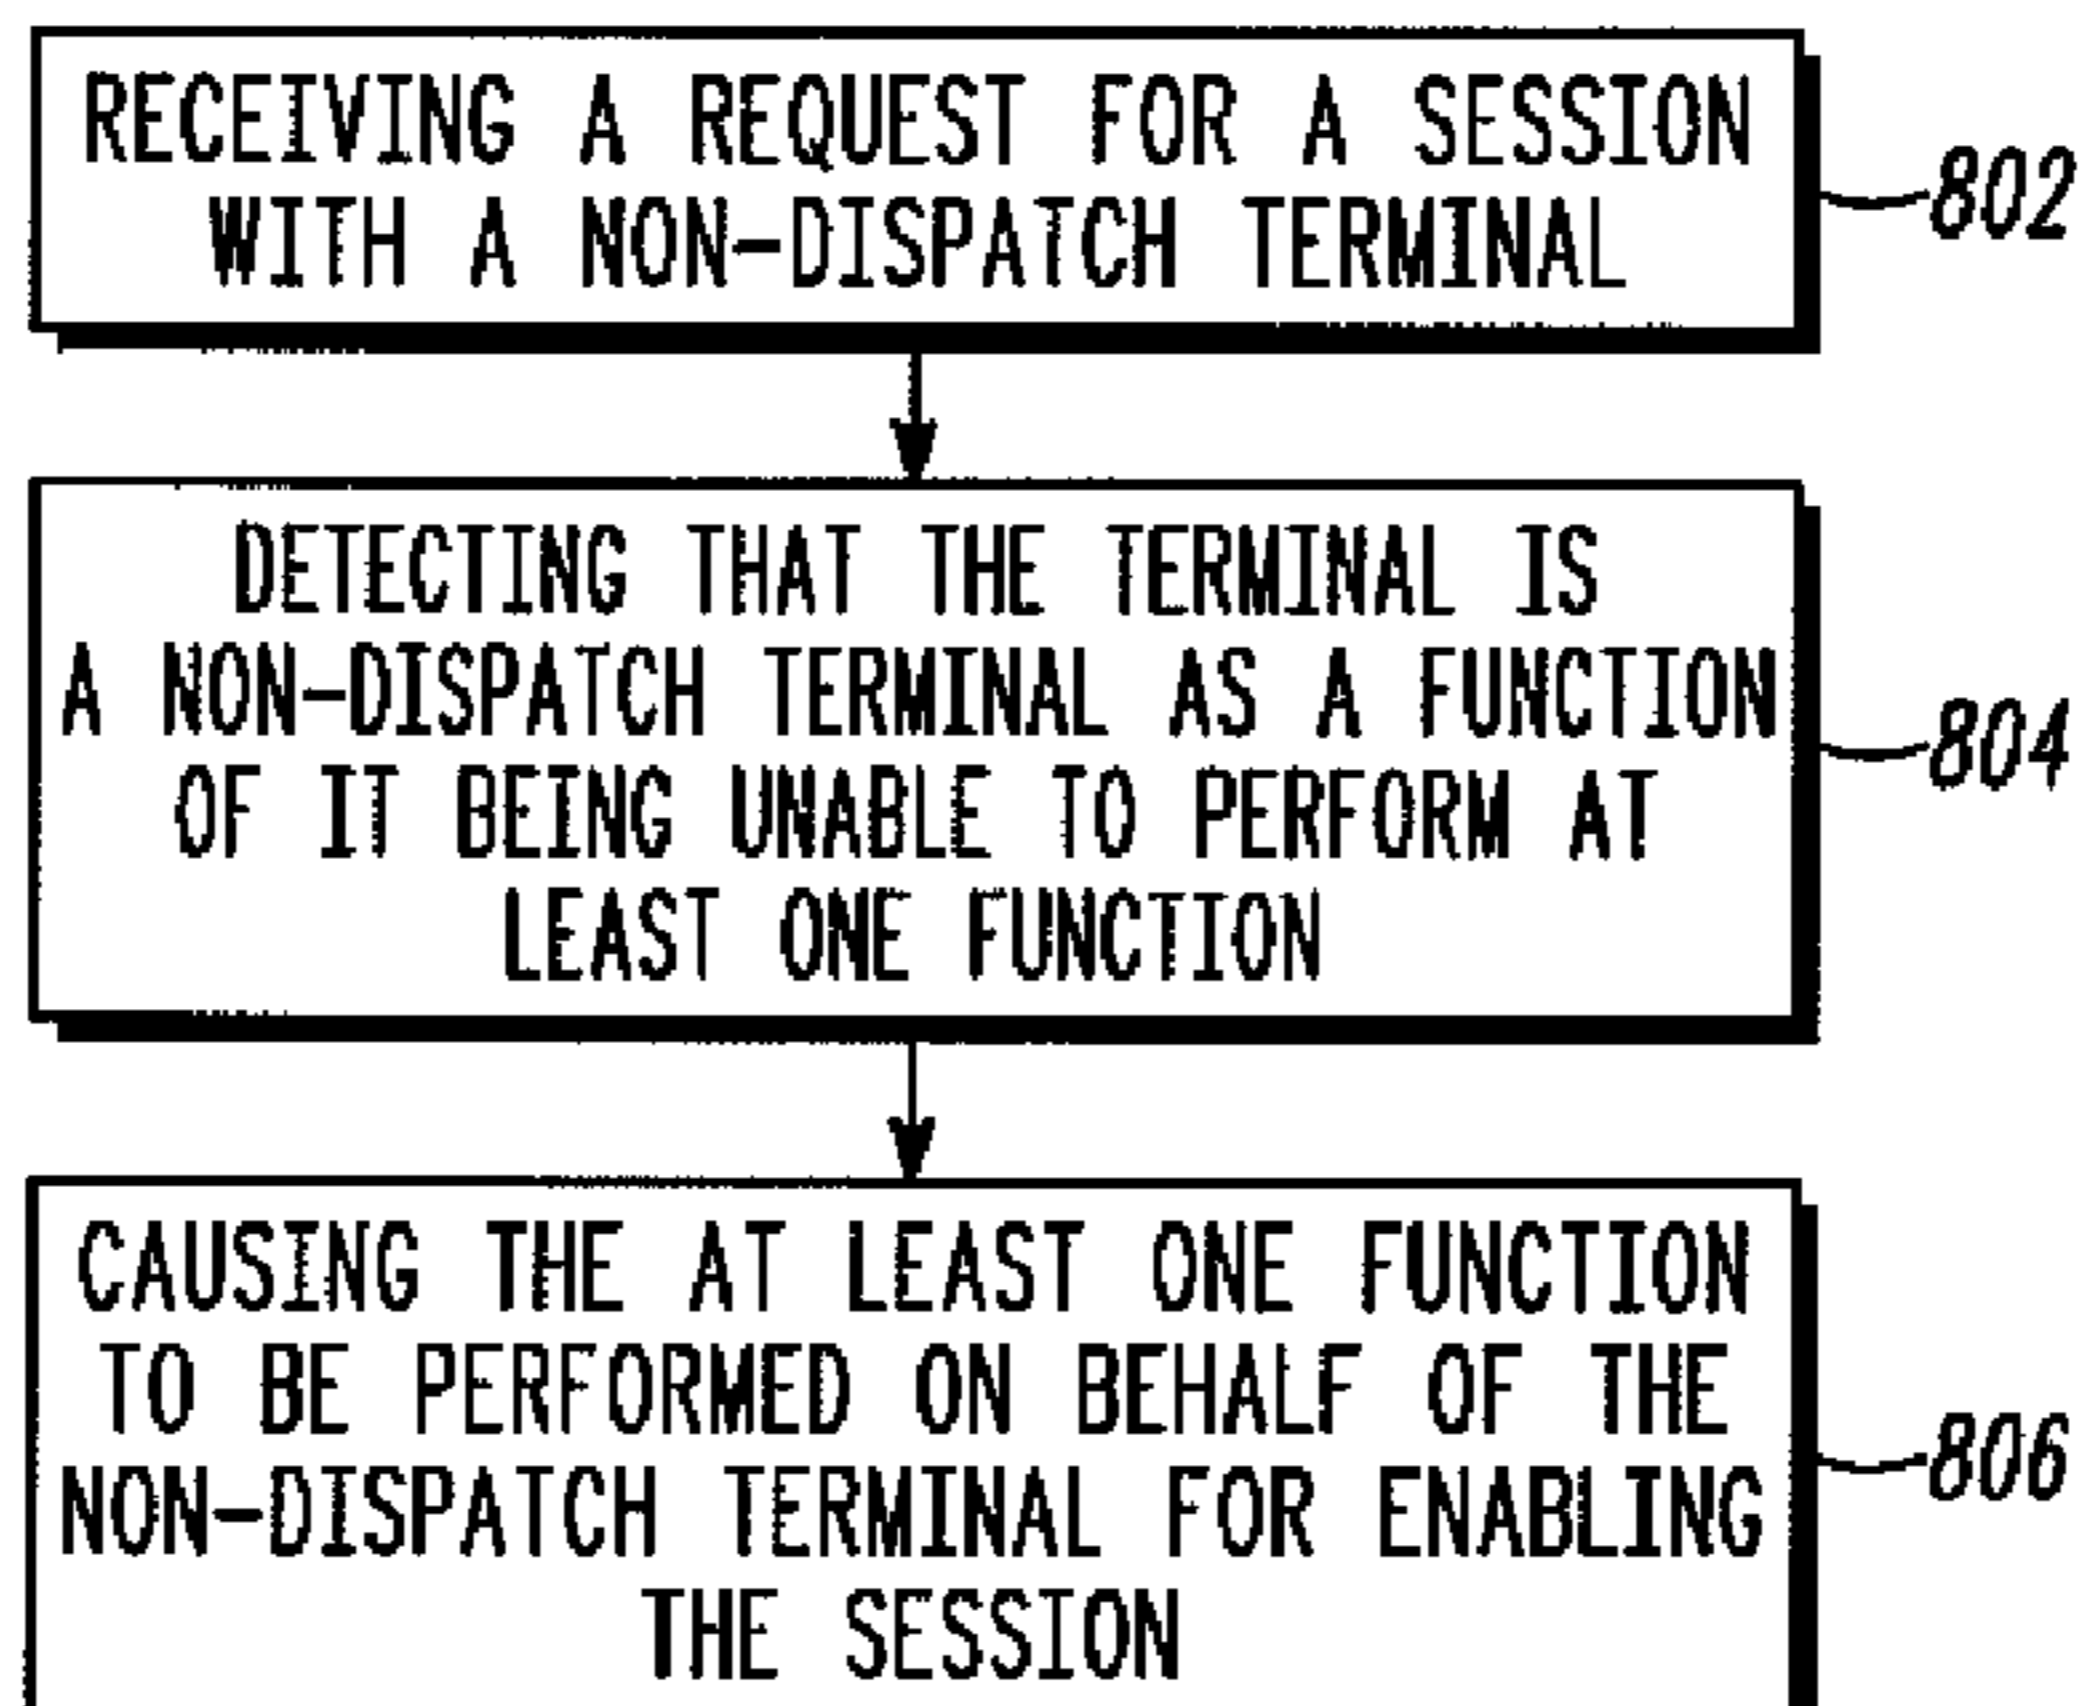 RECEIVING A REQUEST FOR A SESSION
WITH A NON-DISPATCH TERMINAL
802
DETECTING THAT THE TERMINAL IS
A NON-DISPATCH TERMINAL AS A FUNCTION
OF IT BEING UNABLE TO PERFORM AT
LEAST ONE FUNCTION
804
CAUSING THE AT LEAST ONE FUNCTION
TO BE PERFORMED ON BEHALF OF THE
NON-DISPATCH TERMINAL FOR ENABLING
THE SESSION
806